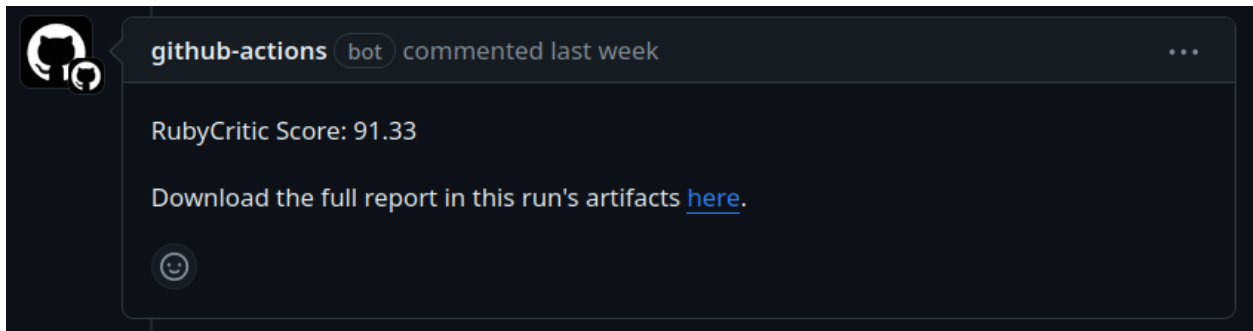 github-actions bot commented last week
RubyCritic Score: 91.33
Download the full report in this run's artifacts here.